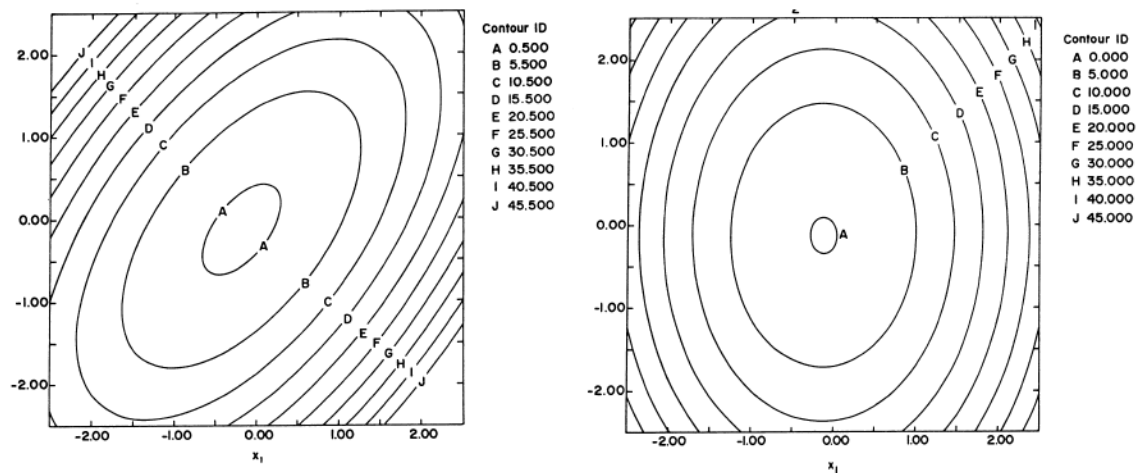 Contour ID
A 0.500
B 5.500
C 10.500
D 15.500
E 20.500
F 25.500
G 30.500
H 35.500
I 40.500
J 45.500
2.00
1.00
0.00
-1.00
-2.00
J
I
H
G
F
E
D
C
B
A
A
B
C
D
E
F
G
H
I
J
-2.00 -1.00 0.00 1.00 2.00
x₁
Contour ID
A 0.000
B 5.000
C 10.000
D 15.000
E 20.000
F 25.000
G 30.000
H 35.000
I 40.000
J 45.000
2.00
1.00
0.00
-1.00
-2.00
I
H
G
F
E
D
C
B
A
-2.00 -1.00 0.00 1.00 2.00
x₁